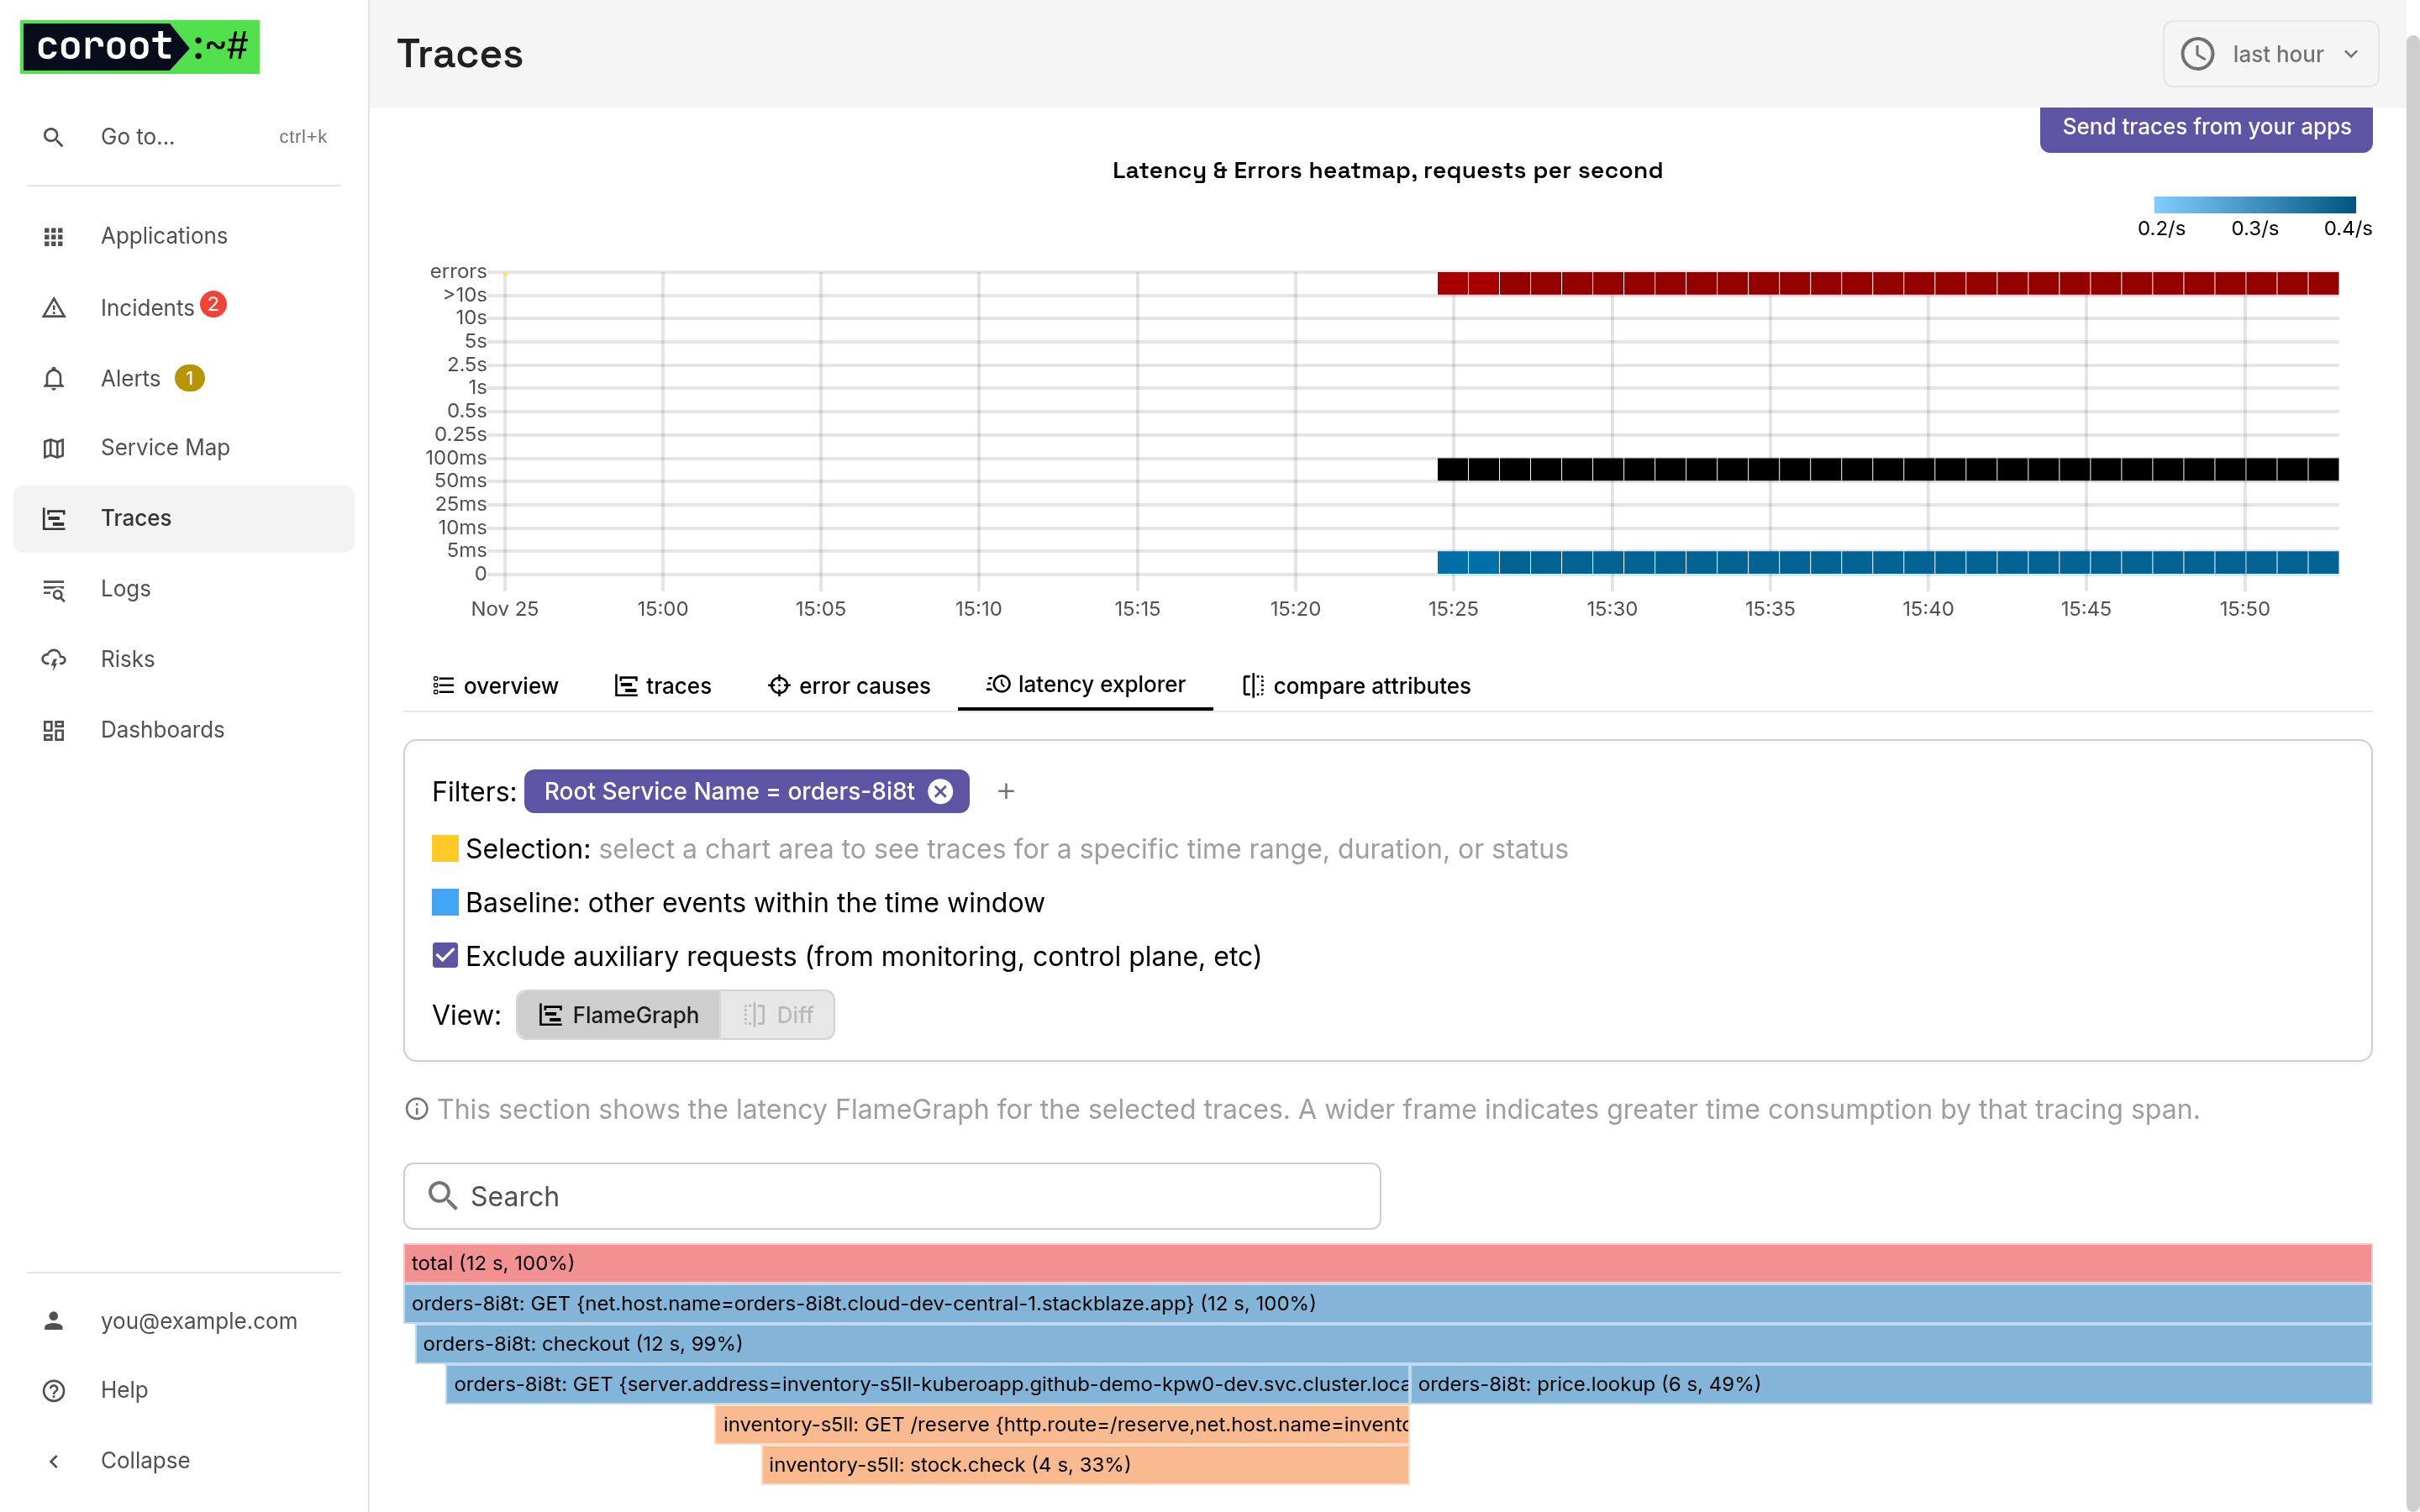 coroot:~#
Go to...
ctrl+k
Applications
Incidents 2
Alerts 1
Service Map
Traces
Logs
Risks
Dashboards
you@example.com
Help
Collapse
Traces
last hour
Send traces from your apps
Latency & Errors heatmap, requests per second
0.2/s 0.3/s 0.4/s
errors
>10s
10s
5s
2.5s
1s
0.5s
0.25s
100ms
50ms
25ms
10ms
5ms
0
Nov 25 15:00 15:05 15:10 15:15 15:20 15:25 15:30 15:35 15:40 15:45 15:50
overview traces error causes latency explorer compare attributes
Filters: Root Service Name = orders-8i8t +
Selection: select a chart area to see traces for a specific time range, duration, or status
Baseline: other events within the time window
Exclude auxiliary requests (from monitoring, control plane, etc)
View: FlameGraph Diff
This section shows the latency FlameGraph for the selected traces. A wider frame indicates greater time consumption by that tracing span.
Search
total (12 s, 100%)
orders-8i8t: GET {net.host.name=orders-8i8t.cloud-dev-central-1.stackblaze.app} (12 s, 100%)
orders-8i8t: checkout (12 s, 99%)
orders-8i8t: GET {server.address=inventory-s5ll-kuberoapp.github-demo-kpw0-dev.svc.cluster.loca orders-8i8t: price.lookup (6 s, 49%)
inventory-s5ll: GET /reserve {http.route=/reserve,net.host.name=invento
inventory-s5ll: stock.check (4 s, 33%)